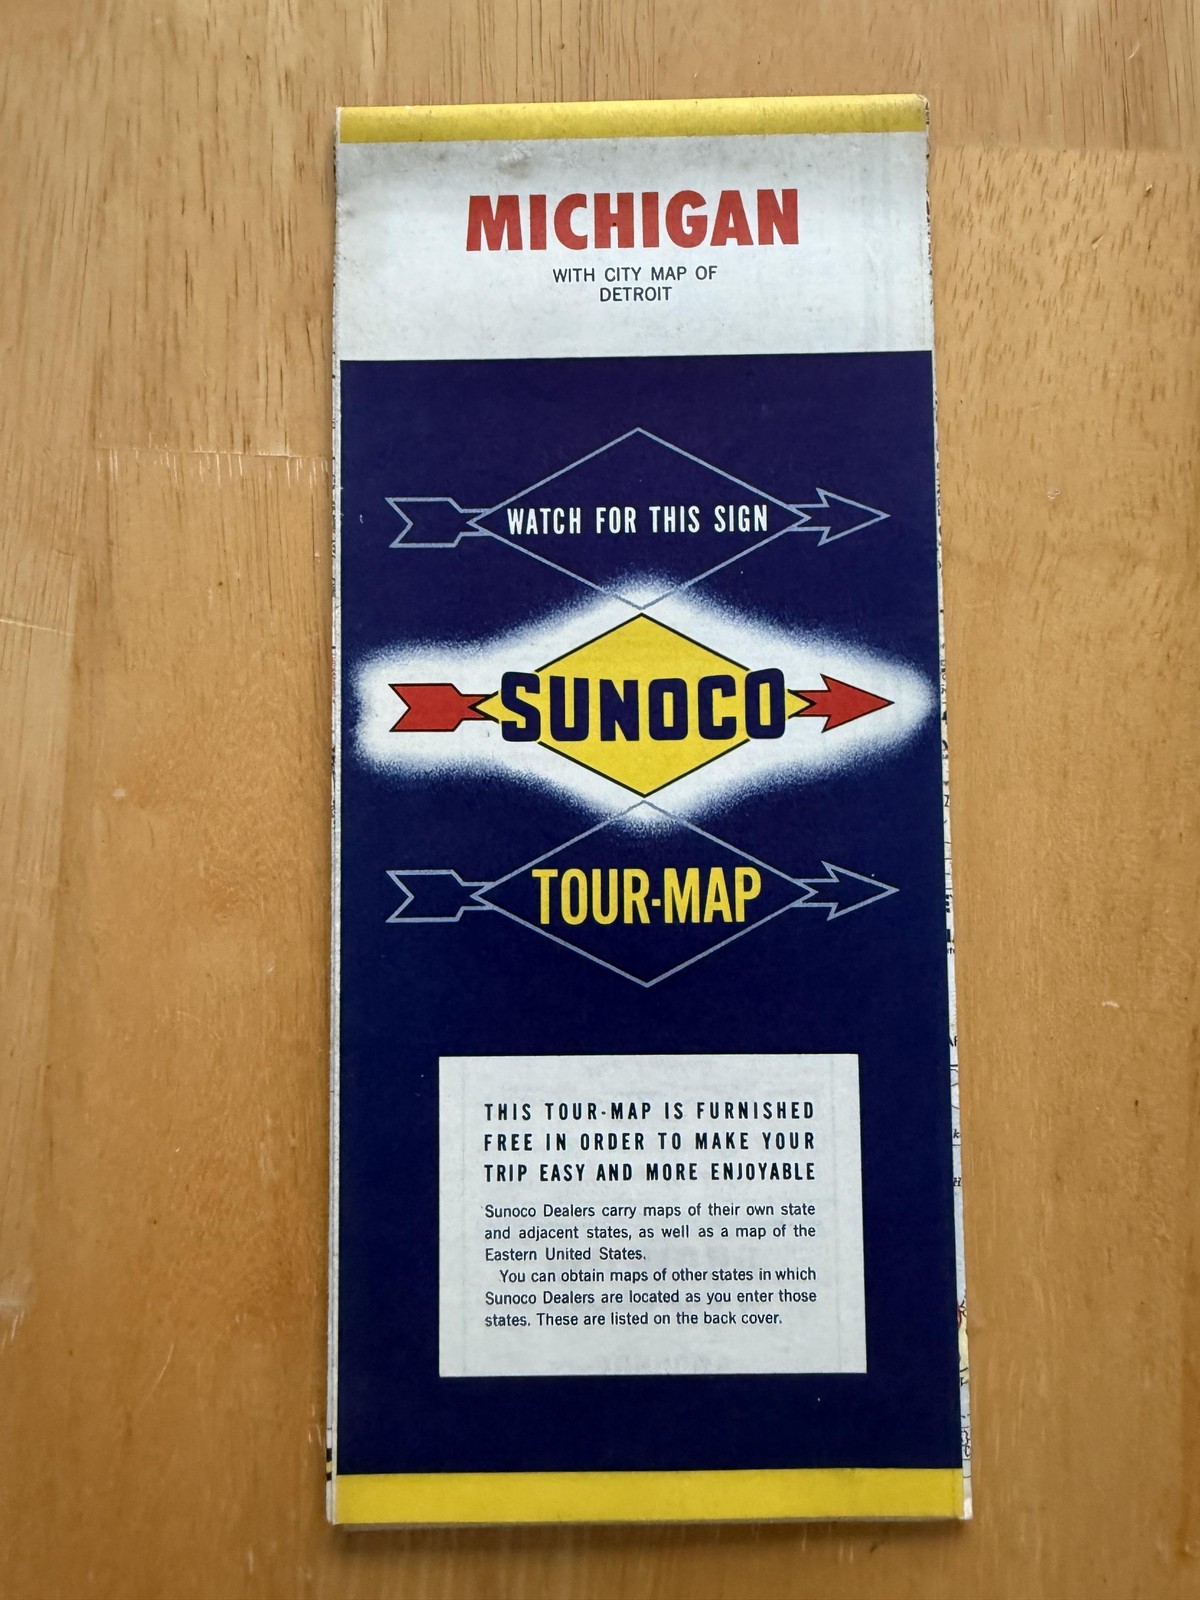 MICHIGAN
WITH CITY MAP OF
DETROIT
WATCH FOR THIS SIGN
SUNOCO
TOUR-MAP
THIS TOUR-MAP IS FURNISHED
FREE IN ORDER TO MAKE YOUR
TRIP EASY AND MORE ENJOYABLE
Sunoco Dealers carry maps of their own state
and adjacent states, as well as a map of the
Eastern United States.
You can obtain maps of other states in which
Sunoco Dealers are located as you enter those
states. These are listed on the back cover.